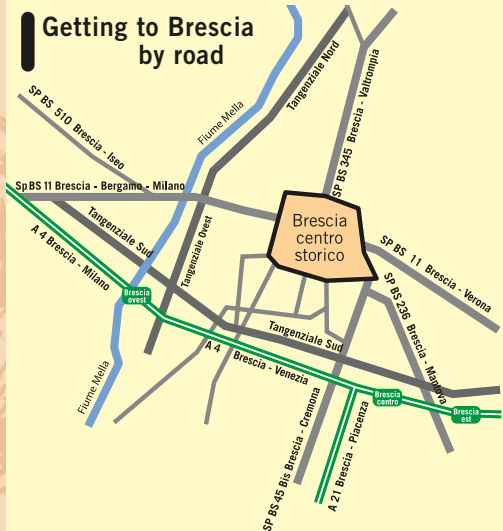 Getting to Brescia
by road
Tangenziale Nord
SP BS 345 Brescia - Valtrompia
Fiume Mella
SP BS 510 Brescia - Iseo
SpBS 11 Brescia - Bergamo - Milano
Tangenziale Sud
Tangenziale Ovest
A 4 Brescia - Milano
Brescia
centro
storico
SP BS 11 Brescia - Verona
SP BS 236 Brescia - Mantova
Brescia
ovest
Tangenziale Sud
A 4 Brescia - Venezia
Fiume Mella
Brescia
centro
Brescia
est
SP BS 45 Bis Brescia - Cremona
A 21 Brescia - Piacenza